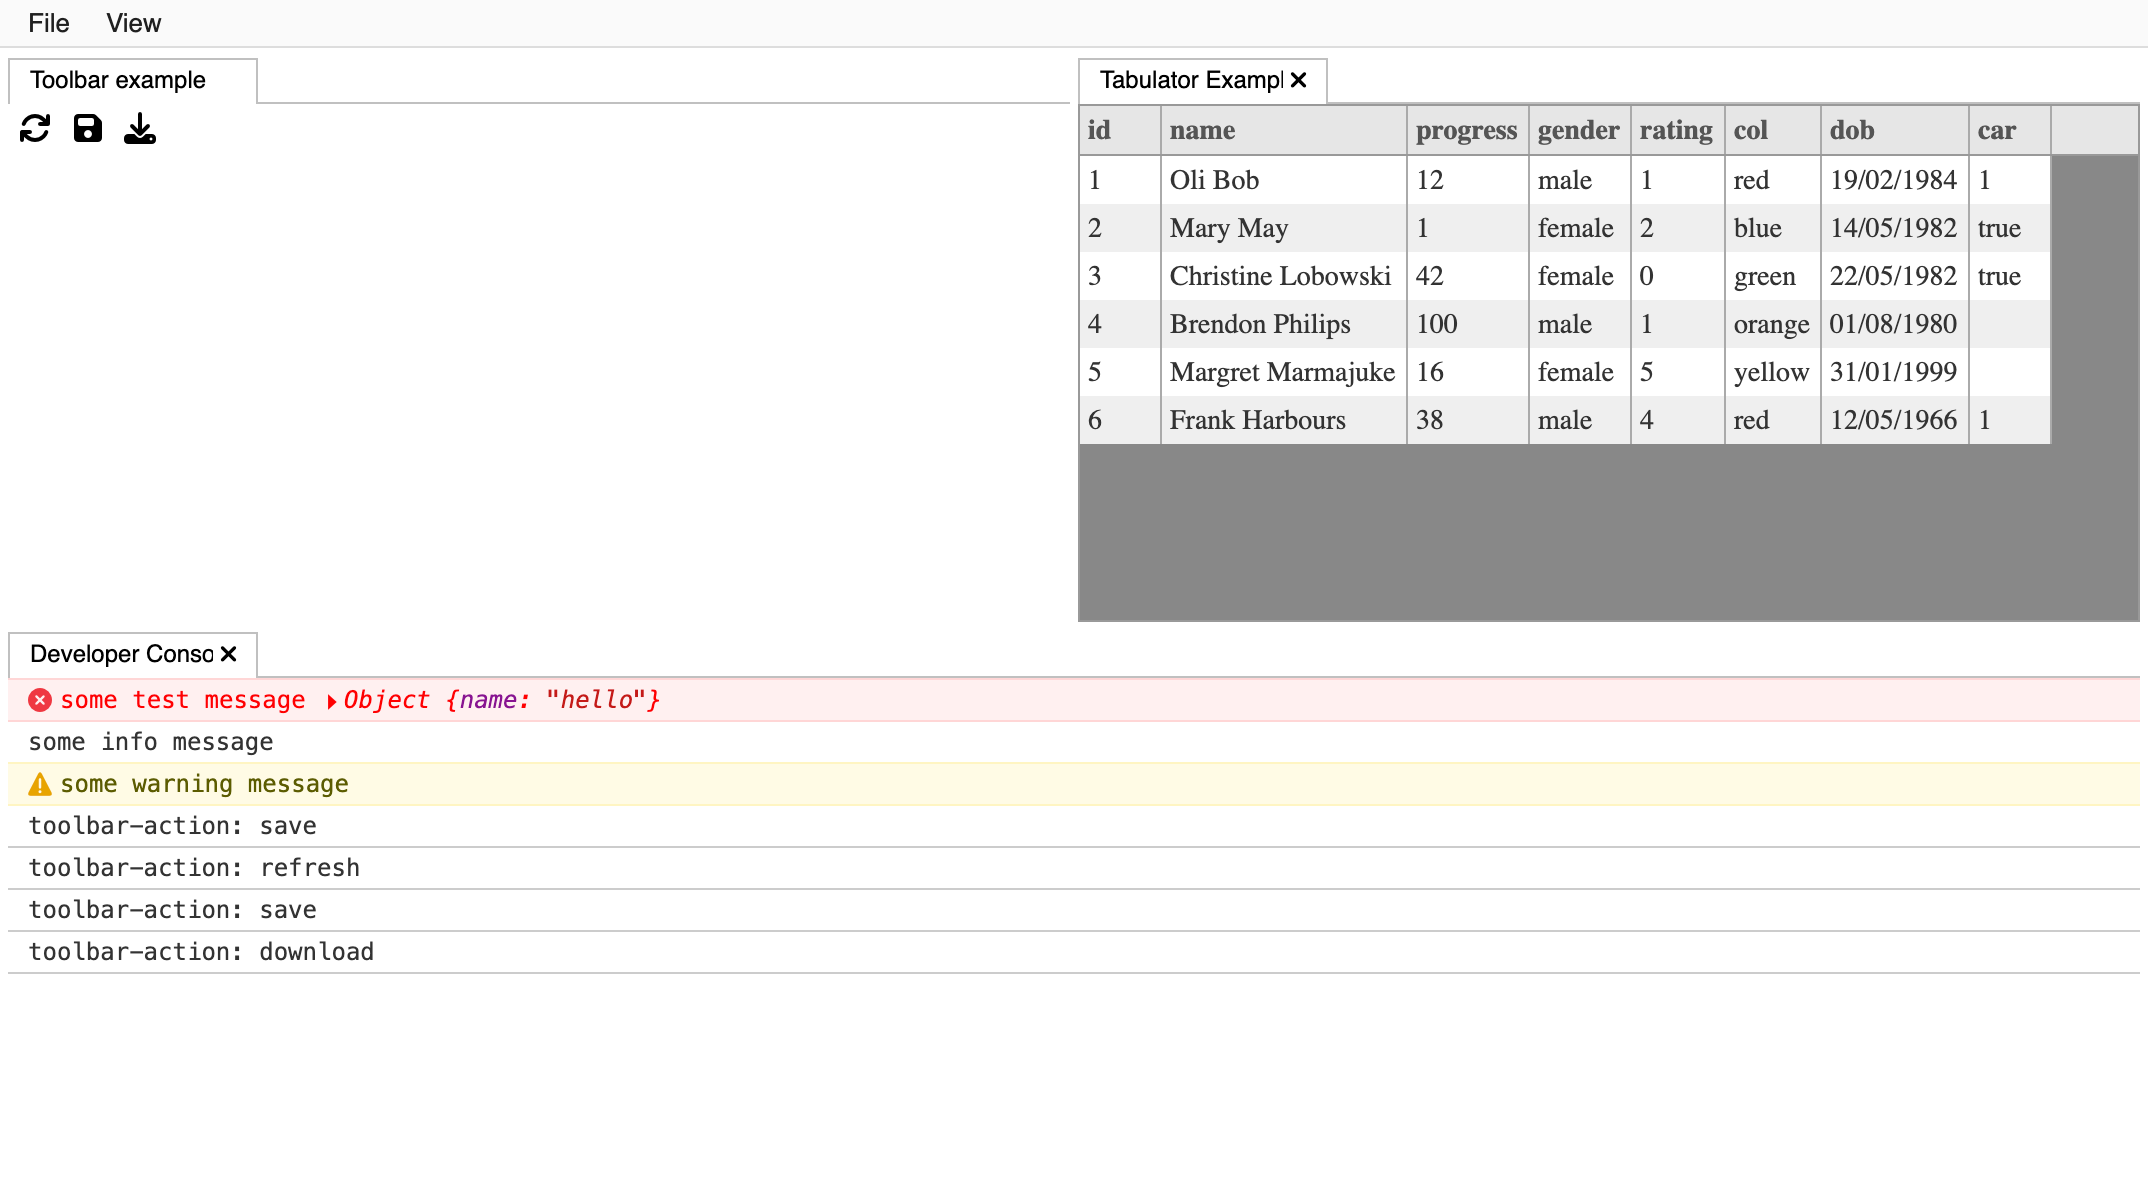 File View
Toolbar example
Tabulator Exampl
id name progress gender rating col dob car
1 Oli Bob 12 male 1 red 19/02/1984 1
2 Mary May 1 female 2 blue 14/05/1982 true
3 Christine Lobowski 42 female 0 green 22/05/1982 true
4 Brendon Philips 100 male 1 orange 01/08/1980
5 Margret Marmajuke 16 female 5 yellow 31/01/1999
6 Frank Harbours 38 male 4 red 12/05/1966 1
Developer Conso
some test message Object {name: "hello"}
some info message
some warning message
toolbar-action: save
toolbar-action: refresh
toolbar-action: save
toolbar-action: download